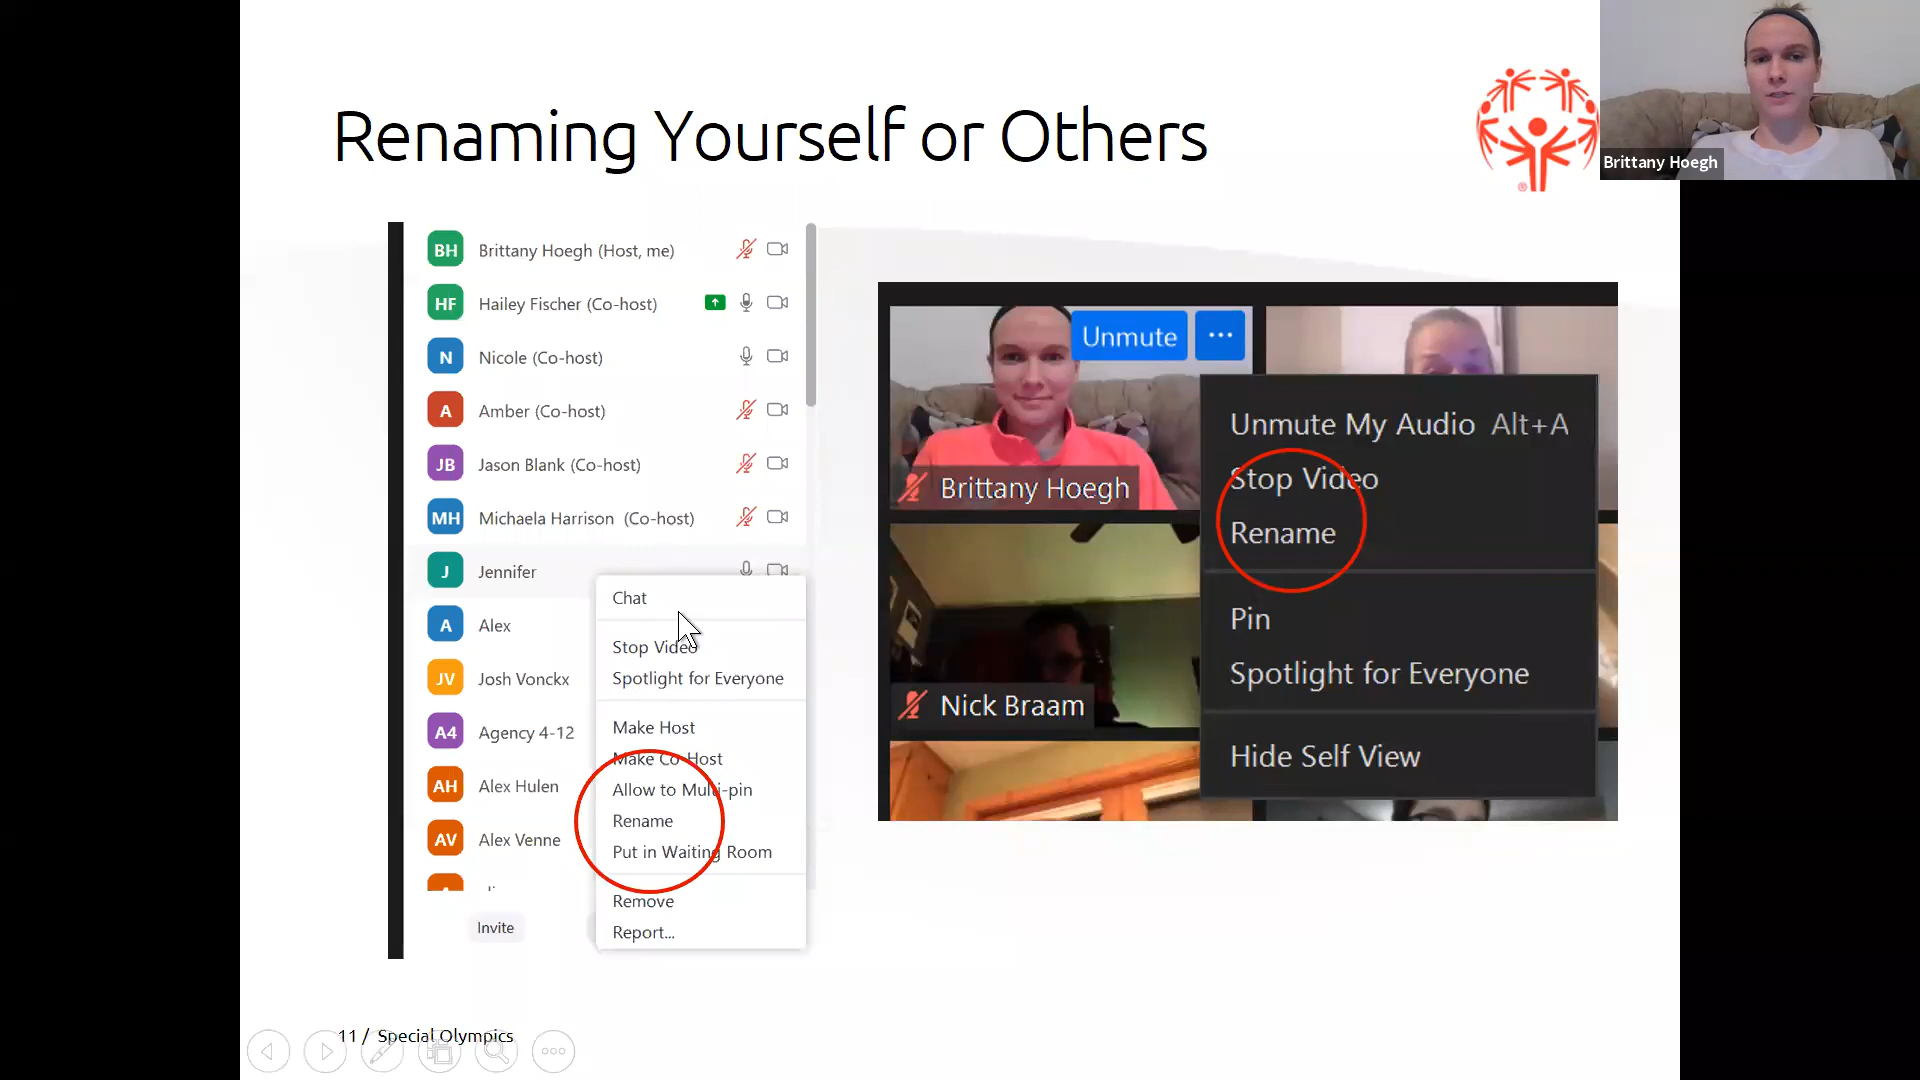 Renaming Yourself or Others
Brittany Hoegh
BH Brittany Hoegh (Host, me)
HF Hailey Fischer (Co-host)
N Nicole (Co-host)
A Amber (Co-host)
JB Jason Blank (Co-host)
MH Michaela Harrison (Co-host)
J Jennifer
A Alex
JV Josh Vonckx
A4 Agency 4-12
AH Alex Hulen
AV Alex Venne
Invite
Chat
Stop Video
Spotlight for Everyone
Make Host
Make Co-Host
Allow to Multi-pin
Rename
Put in Waiting Room
Remove
Report...
Unmute ...
Brittany Hoegh
Nick Braam
Unmute My Audio Alt+A
Stop Video
Rename
Pin
Spotlight for Everyone
Hide Self View
11 / Special Olympics